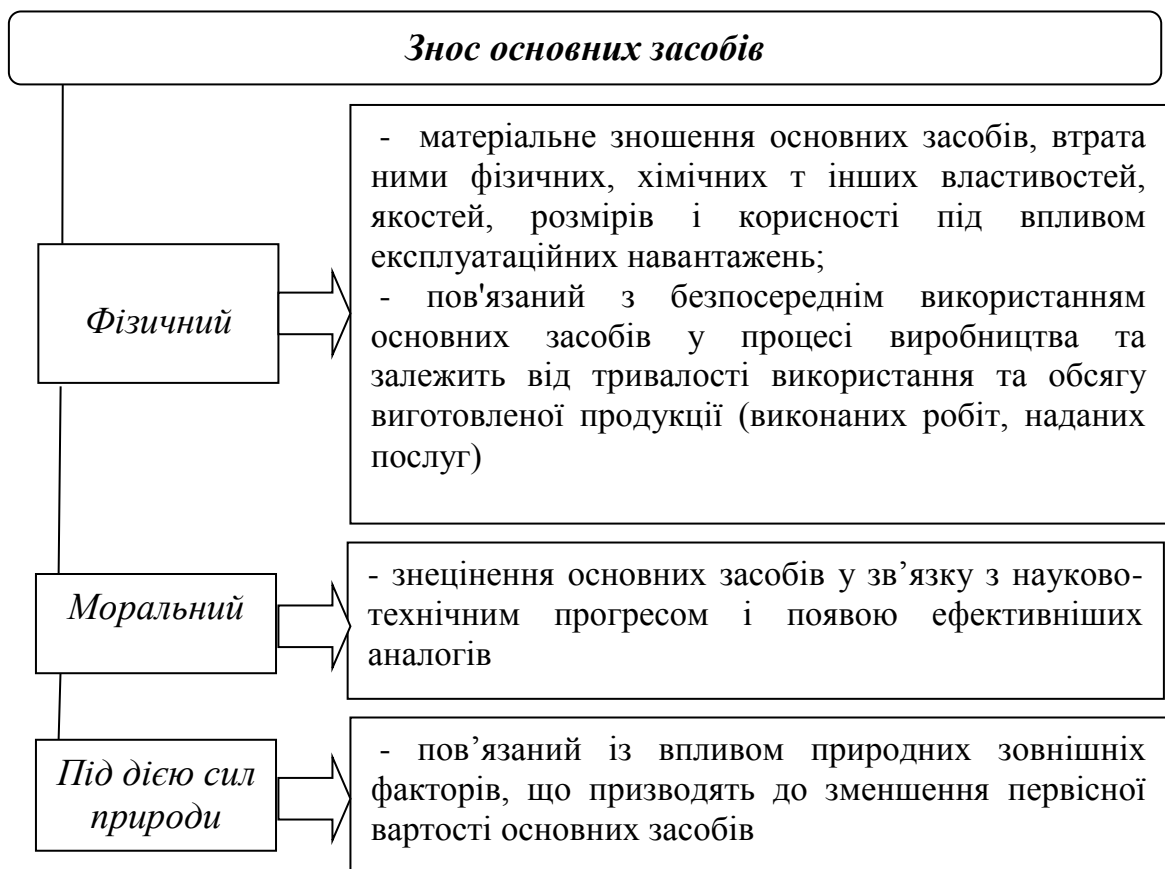 Знос основних засобів
Фізичний
- матеріальне зношення основних засобів, втрата
ними фізичних, хімічних т інших властивостей,
якостей, розмірів і корисності під впливом
експлуатаційних навантажень;
- пов'язаний з безпосереднім використанням
основних засобів у процесі виробництва та
залежить від тривалості використання та обсягу
виготовленої продукції (виконаних робіт, наданих
послуг)
Моральний
- знецінення основних засобів у зв’язку з науково-
технічним прогресом і появою ефективніших
аналогів
Під дією сил
природи
- пов’язаний із впливом природних зовнішніх
факторів, що призводять до зменшення первісної
вартості основних засобів